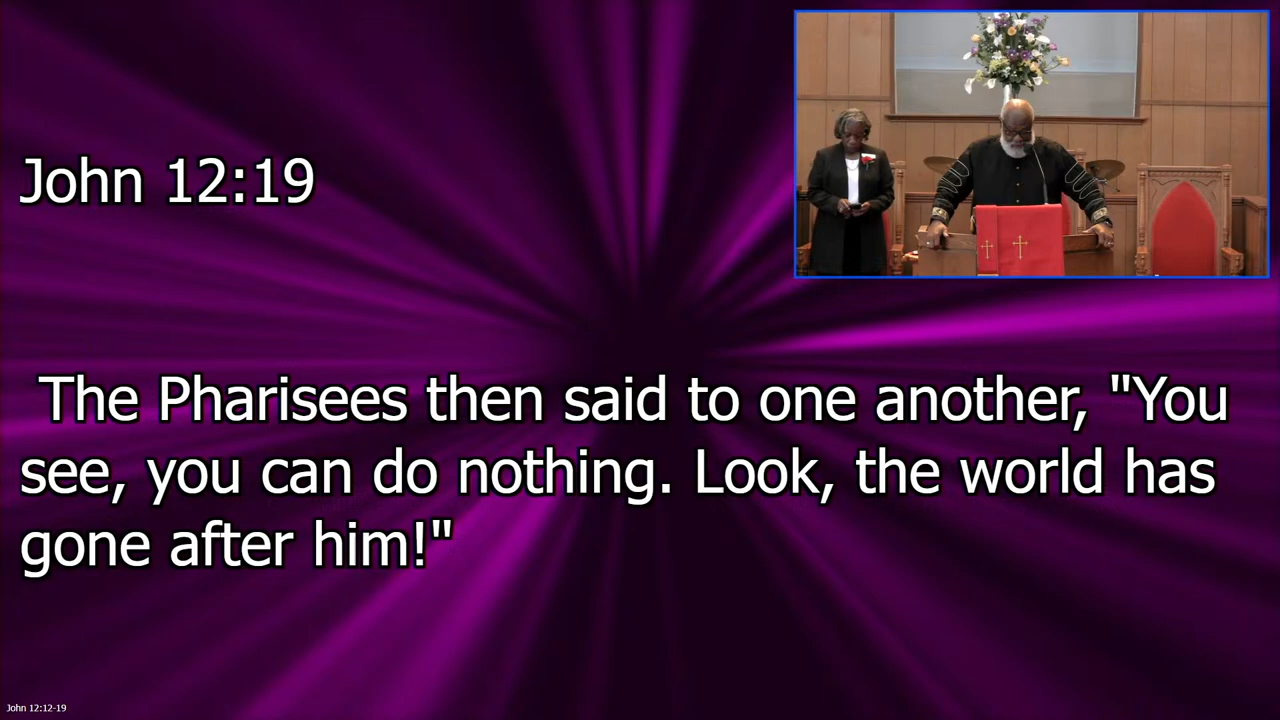 John 12:19
The Pharisees then said to one another, "You
see, you can do nothing. Look, the world has
gone after him!"
John 12:12-19